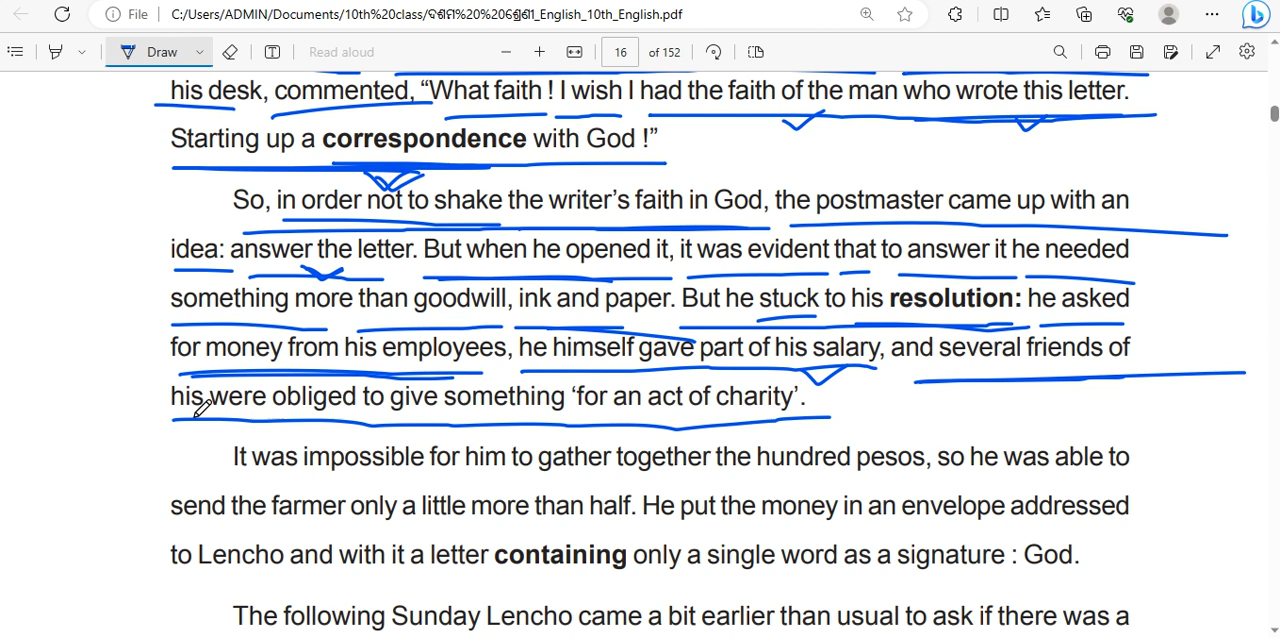 File
C:/Users/ADMIN/Documents/10th%20class/ଦଶମ%20%20ଶ୍ରେଣୀ_English_10th_English.pdf
Draw
Read aloud
16 of 152
his desk, commented, “What faith ! I wish I had the faith of the man who wrote this letter.
Starting up a correspondence with God !”
So, in order not to shake the writer’s faith in God, the postmaster came up with an
idea: answer the letter. But when he opened it, it was evident that to answer it he needed
something more than goodwill, ink and paper. But he stuck to his resolution: he asked
for money from his employees, he himself gave part of his salary, and several friends of
his were obliged to give something ‘for an act of charity’.
It was impossible for him to gather together the hundred pesos, so he was able to
send the farmer only a little more than half. He put the money in an envelope addressed
to Lencho and with it a letter containing only a single word as a signature : God.
The following Sunday Lencho came a bit earlier than usual to ask if there was a